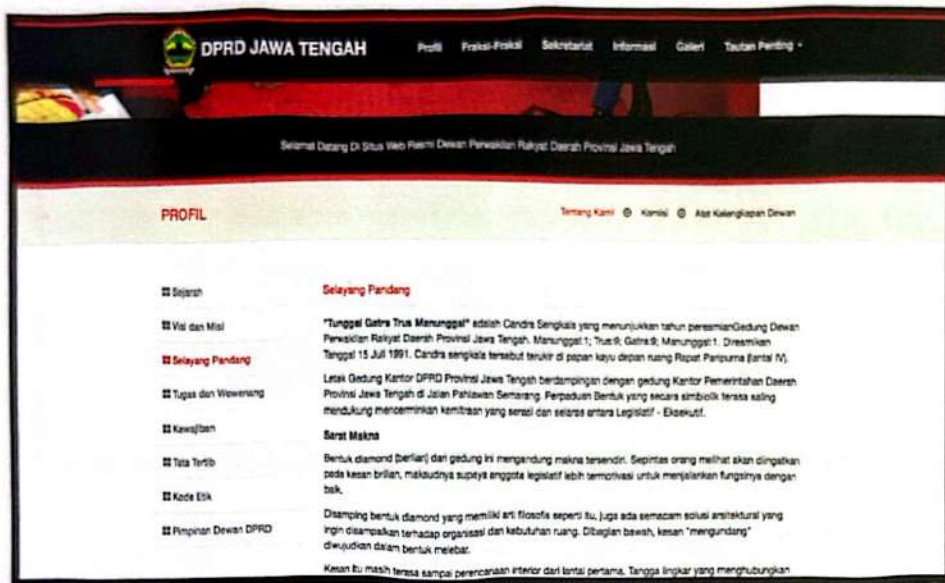 DPRD JAWA TENGAH
Profil Fraksi-Fraksi Sekretariat Informasi Galeri Tautan Penting
Selamat Datang Di Situs Web Resmi Dewan Perwakilan Rakyat Daerah Provinsi Jawa Tengah
PROFIL
Tentang Kami Komisi Alat Kelengkapan Dewan
Sejarah
Visi dan Misi
Selayang Pandang
Tugas dan Wewenang
Kewajiban
Tata Tertib
Kode Etik
Pimpinan Dewan DPRD
Selayang Pandang
"Tunggal Gatra Trus Manunggal" adalah Candra Sengkala yang menunjukkan tahun peresmianGedung Dewan
Perwakilan Rakyat Daerah Provinsi Jawa Tengah. Manunggal:1; Trus:9; Gatra:9; Manunggal:1. Diresmikan
Tanggal 15 Juli 1991. Candra sengkala tersebut terukir di papan kayu depan ruang Rapat Paripurna (lantai IV).
Letak Gedung Kantor DPRD Provinsi Jawa Tengah berdampingan dengan gedung Kantor Pemerintahan Daerah
Provinsi Jawa Tengah di Jalan Pahlawan Semarang. Perpaduan Bentuk yang secara simbiolik terasa saling
mendukung mencerminkan kemitraan yang serasi dan selaras antara Legislatif - Eksekutif.
Sarat Makna
Bentuk diamond (berlian) dari gedung ini mengandung makna tersendiri. Sepintas orang melihat akan diingatkan
pada kesan brilian, maksudnya supaya anggota legislatif lebih termotivasi untuk menjalankan fungsinya dengan
baik.
Disamping bentuk diamond yang memiliki arti filosofis seperti itu, juga ada semacam solusi arsitektural yang
ingin disampaikan terhadap organisasi dan kebutuhan ruang. Dibagian bawah, kesan "mengundang"
diwujudkan dalam bentuk melebar.
Kesan itu masih terasa sampai perencanaan interior dari lantai pertama. Tangga lingkar yang menghubungkan